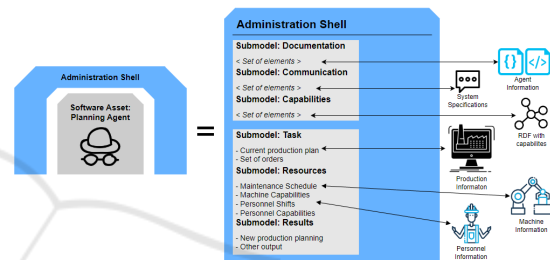 Administration Shell
Software Asset:
Planning Agent
=
Administration Shell
Submodel: Documentation
< Set of elements >
Submodel: Communication
< Set of elements >
Submodel: Capabilities
< Set of elements >
Submodel: Task
- Current production plan
- Set of orders
Submodel: Resources
- Maintenance Schedule
- Machine Capabilities
- Personnel Shifts
- Personnel Capabilities
Submodel: Results
- New production planning
- Other output
{ }
</>
Agent
Information
System
Specifications
RDF with
capabilites
Production
Informaton
Machine
Information
Personnel
Information